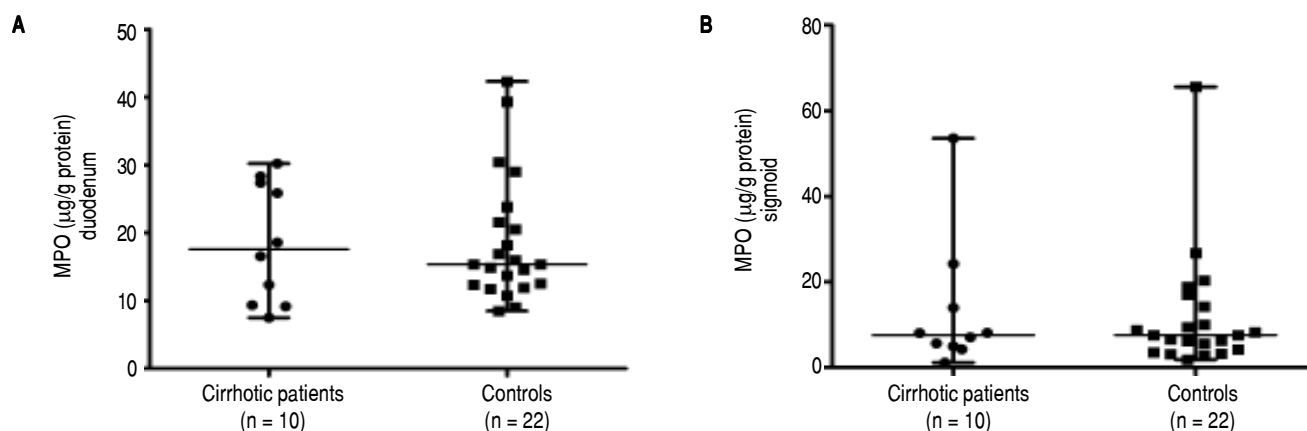 A
MPO (µg/g protein)
duodenum
50
40
30
20
10
0
Cirrhotic patients
(n = 10)
Controls
(n = 22)
B
MPO (µg/g protein)
sigmoid
80
60
40
20
0
Cirrhotic patients
(n = 10)
Controls
(n = 22)